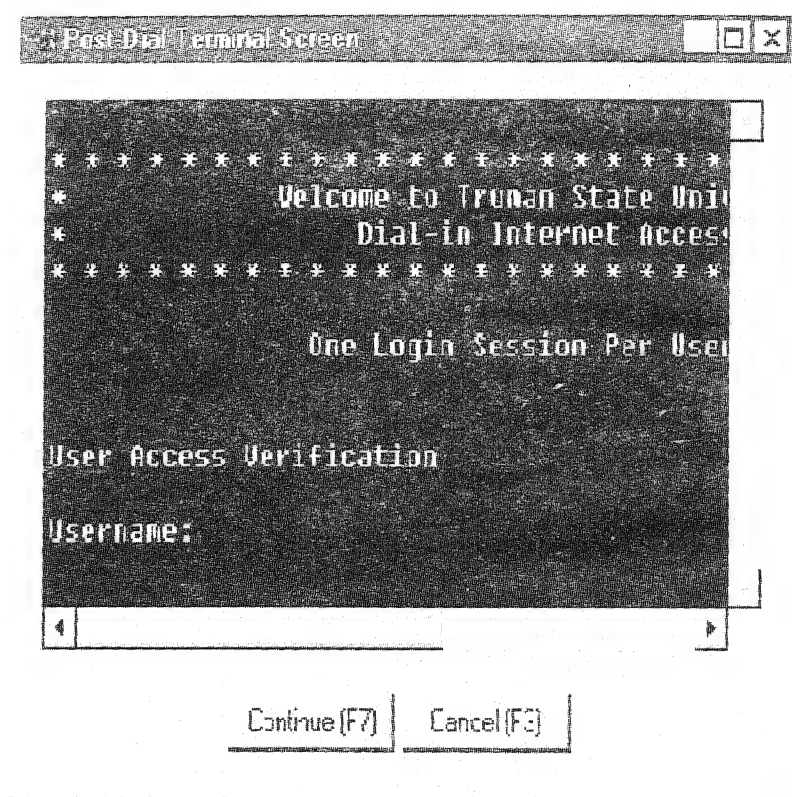 Post-Dial Terminal Screen
* * * * * * * * * * * * * * * * * * * * *
* Welcome to Truman State Univ
* Dial-in Internet Access
* * * * * * * * * * * * * * * * * * * * *
One Login Session Per User
User Access Verification
Username:
Continue (F7) Cancel (F3)